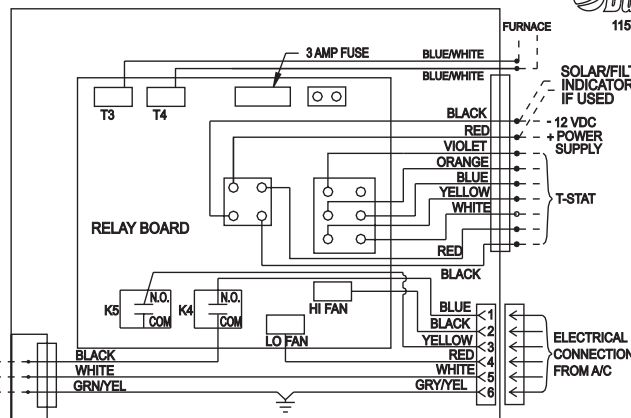 FURNACE
115
3 AMP FUSE
BLUE/WHITE
BLUE/WHITE
T3
T4
SOLAR/FILT
INDICATOR
IF USED
BLACK
- 12 VDC
RED
+ POWER
SUPPLY
VIOLET
ORANGE
BLUE
YELLOW
WHITE
T-STAT
RELAY BOARD
RED
BLACK
K5
N.O.
COM
K4
N.O.
COM
HI FAN
LO FAN
BLUE
1
BLACK
2
YELLOW
3
RED
4
WHITE
5
GRY/YEL
6
ELECTRICAL
CONNECTION
FROM A/C
BLACK
WHITE
GRN/YEL